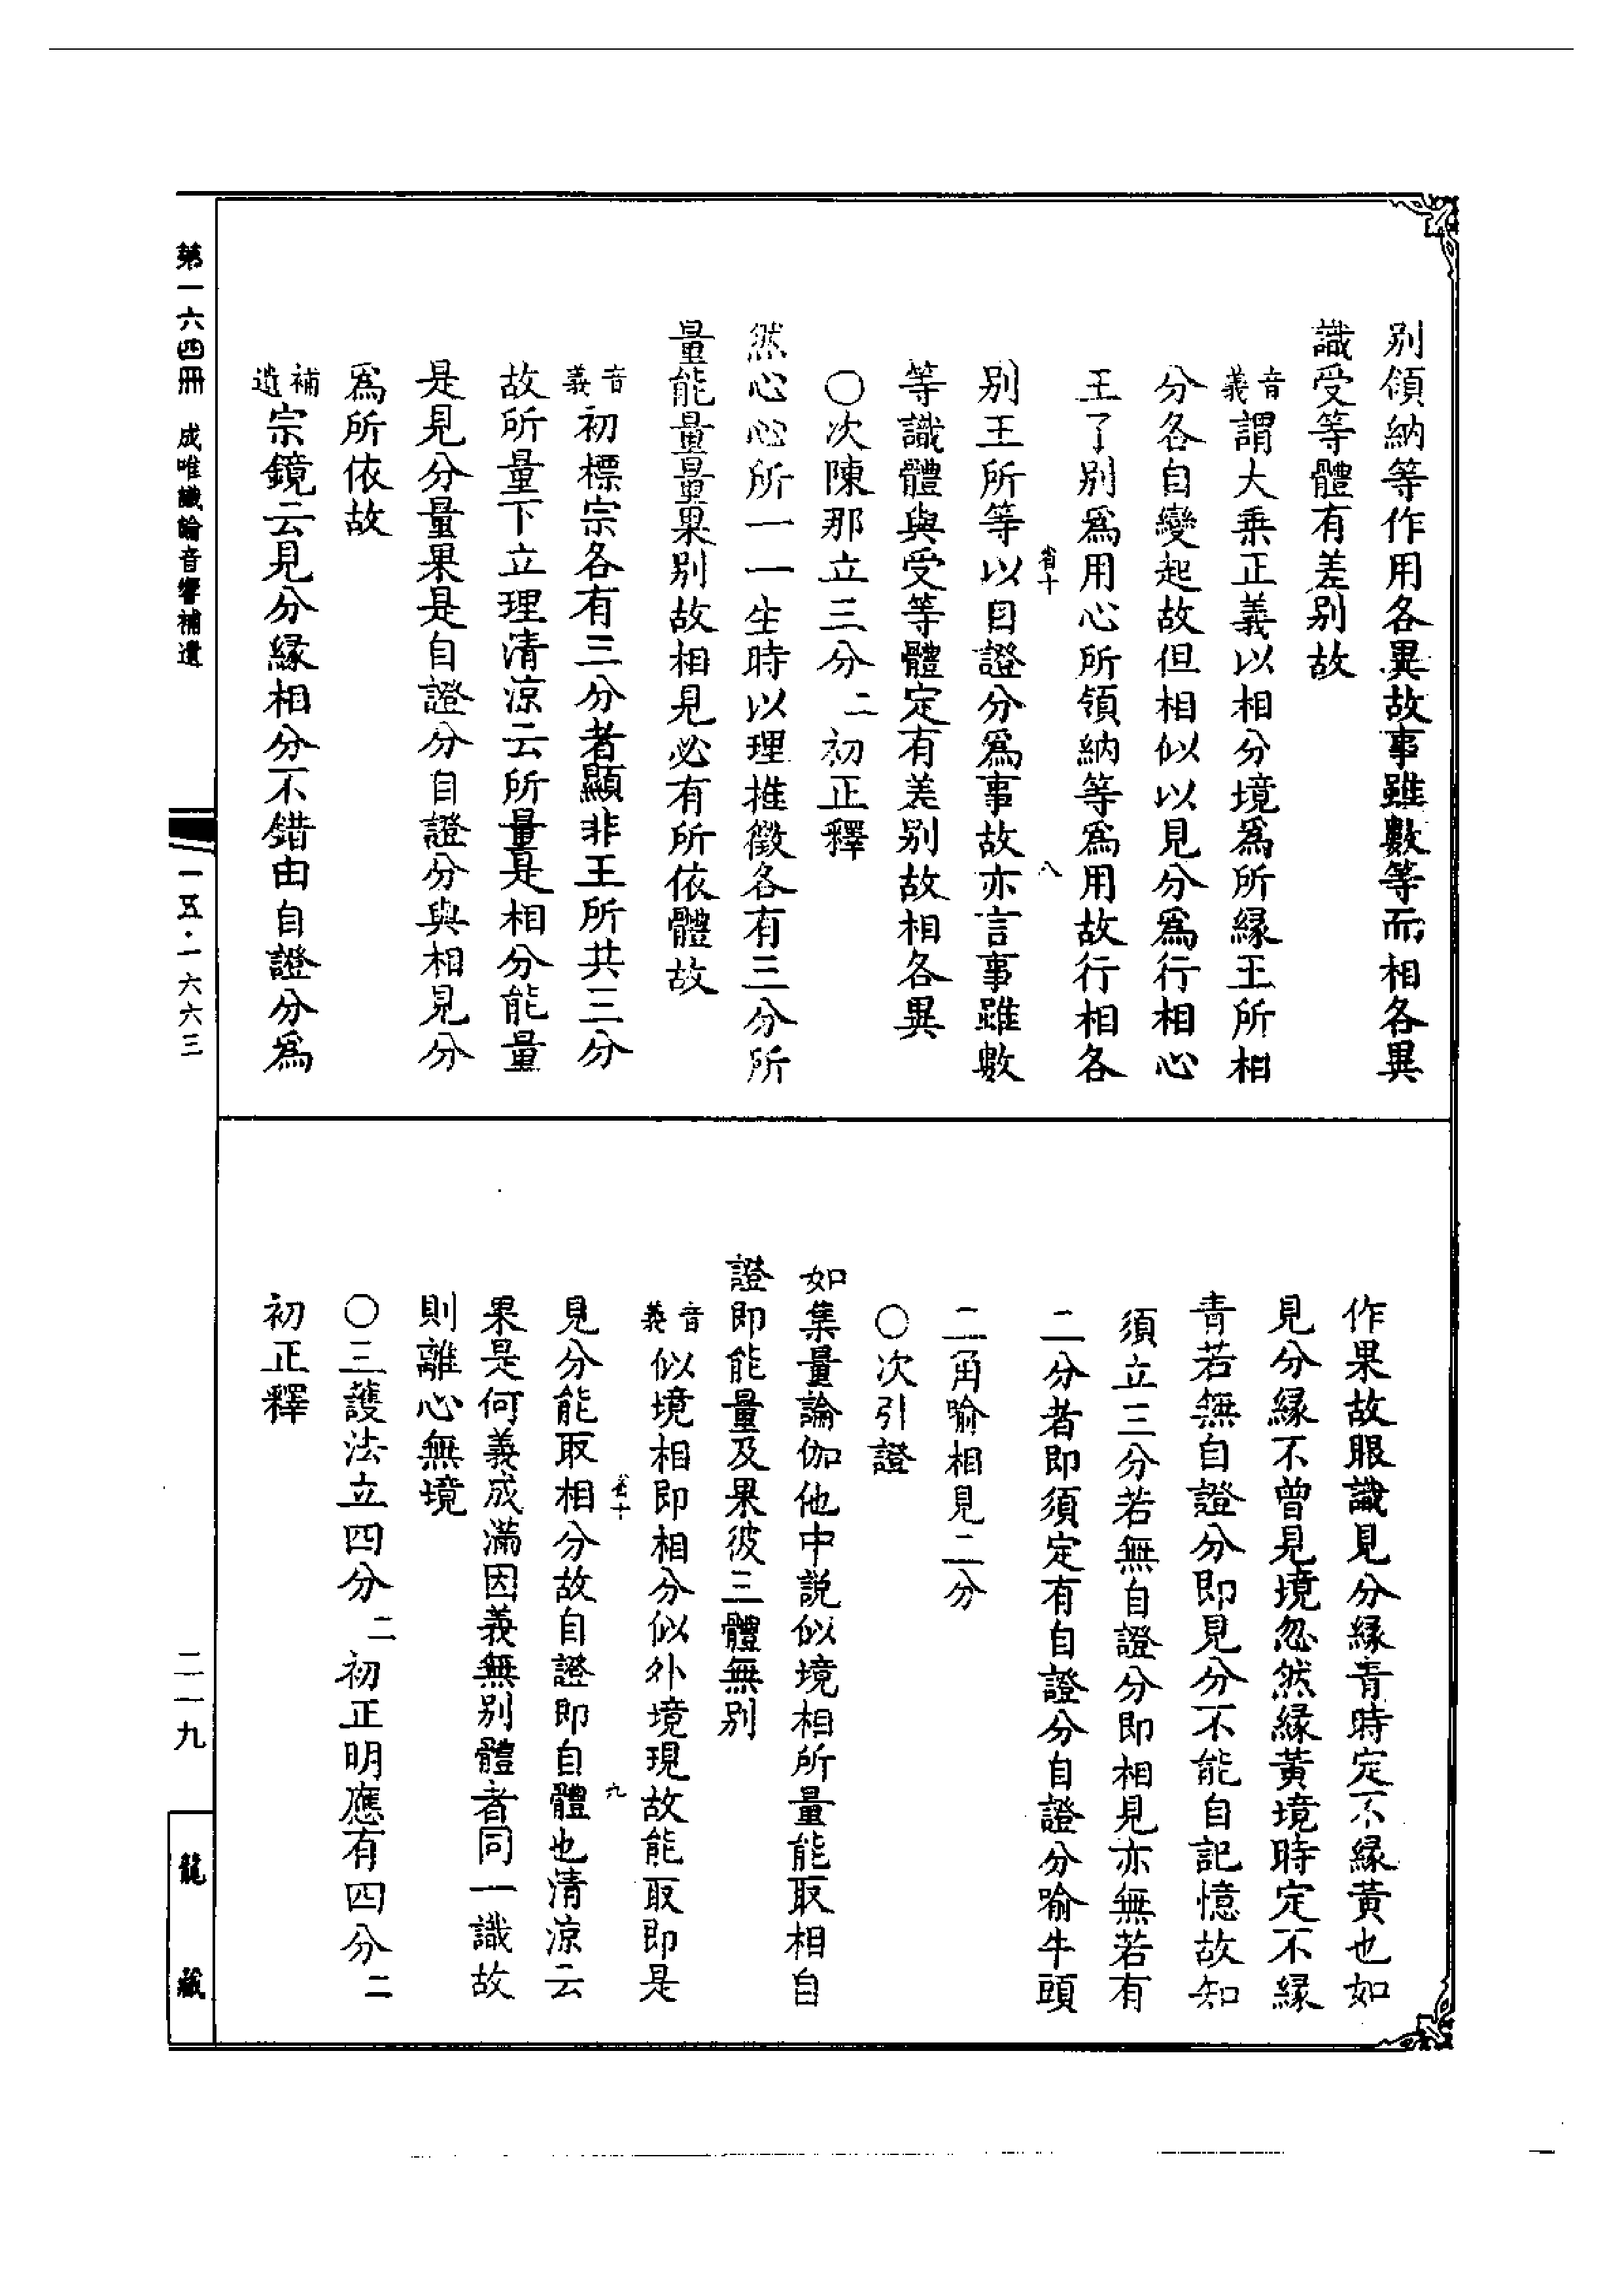 別領納等作用各異故事雖數等而相各異
識受等體有差別故
音義謂大乗正義以相分境爲所縁王所相
分各自變起故但相似以見分爲行相心
王了別爲用心所領納等爲用故行相各
省十 八
別王所等以自證分爲事故亦言事雖數
等識體與受等體定有差別故相各異
〇次陳那立三分二初正釋
然心心所一一生時以理推徵各有三分所
量能量量果別故相見必有所依體故
音義初標宗各有三分者顯非王所共三分
故所量下立理清凉云所量是相分能量
是見分量果是自證分自證分與相見分
爲所依故
補遺宗鏡云見分縁相分不錯由自證分爲
作果故眼識見分縁青時定不縁黃也如
見分縁不曾見境忽然縁黃境時定不縁
青若無自證分即見分不能自記憶故知
須立三分若無自證分即相見亦無若有
二分者即須定有自證分自證分喻牛頭
二角喻相見二分
〇次引證
如集量論伽他中説似境相所量能取相自
證即能量及果彼三體無別
音義似境相即相分似外境現故能取即是
省十 九
見分能取相分故自證即自體也清凉云
果是何義成滿因義無別體者同一識故
則離心無境
〇三護法立四分二初正明應有四分二
初正釋
第一六四冊 成唯識論音響補遺
一五·一六六三
二一九
龍藏